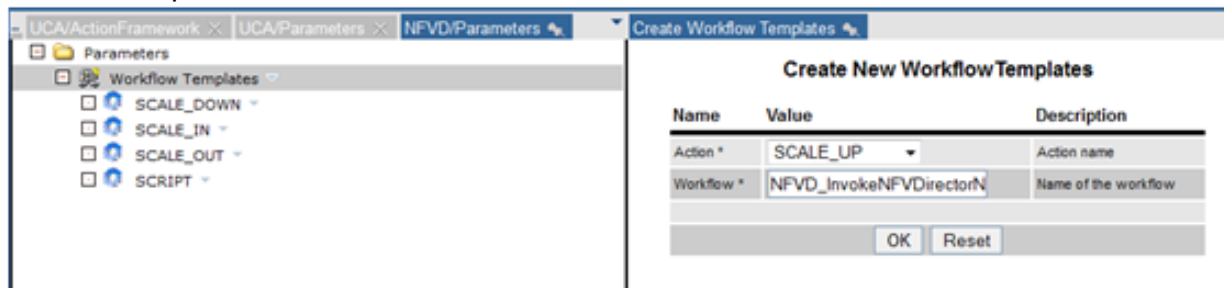 UCA/ActionFramework
UCA/Parameters
NFVD/Parameters
Parameters
Workflow Templates
SCALE_DOWN
SCALE_IN
SCALE_OUT
SCRIPT
Create Workflow Templates
Create New WorkflowTemplates
Name Value Description
Action * SCALE_UP Action name
Workflow * NFVD_InvokeNFVDirectorN Name of the workflow
OK Reset